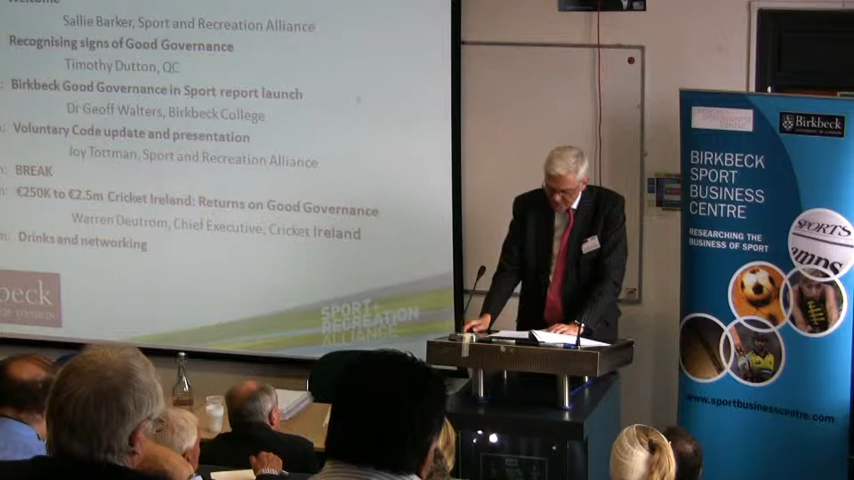 Welcome
Sallie Barker, Sport and Recreation Alliance
Recognising signs of Good Governance
Timothy Dutton, QC
Birkbeck Good Governance in Sport report launch
Dr Geoff Walters, Birkbeck College
Voluntary Code update and presentation
Joy Tottman, Sport and Recreation Alliance
BREAK
€250K to €2.5m Cricket Ireland: Returns on Good Governance
Warren Deutrom, Chief Executive, Cricket Ireland
Drinks and networking
beck
SPORT
RECREATION
ALLIANCE
Birkbeck
BIRKBECK
SPORT
BUSINESS
CENTRE
RESEARCHING THE
BUSINESS OF SPORT
SPORTS
www.sportbusinesscentre.com